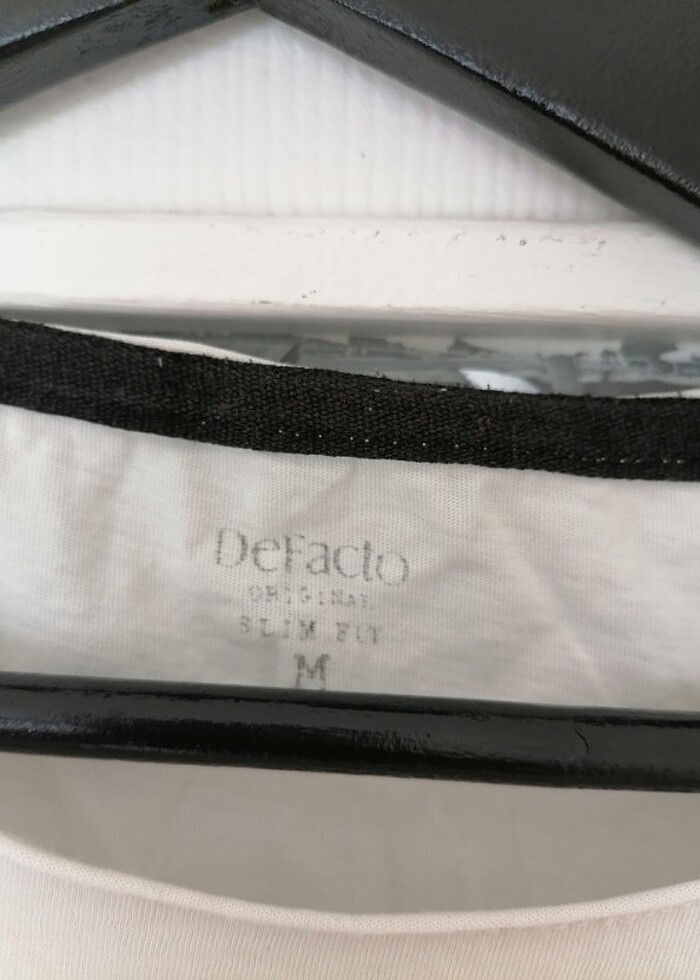 DeFacto
ORIGINAL
SLIM FIT
M